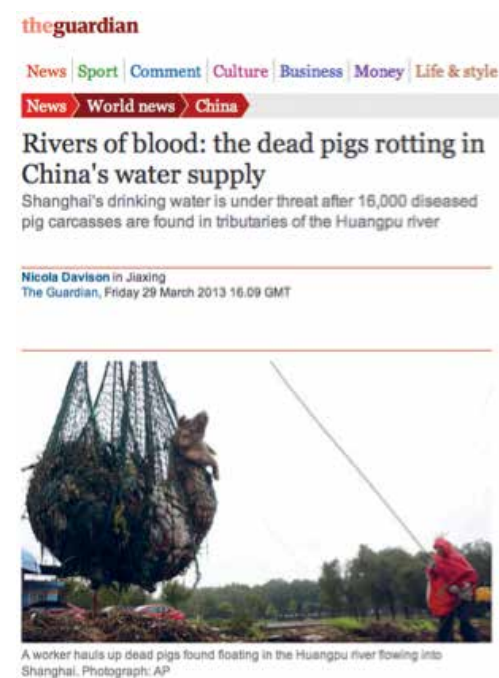 theguardian
News Sport Comment Culture Business Money Life & style
News World news China
Rivers of blood: the dead pigs rotting in
China's water supply
Shanghai's drinking water is under threat after 16,000 diseased
pig carcasses are found in tributaries of the Huangpu river
Nicola Davison in Jiaxing
The Guardian, Friday 29 March 2013 16.09 GMT
A worker hauls up dead pigs found floating in the Huangpu river flowing into
Shanghai. Photograph: AP